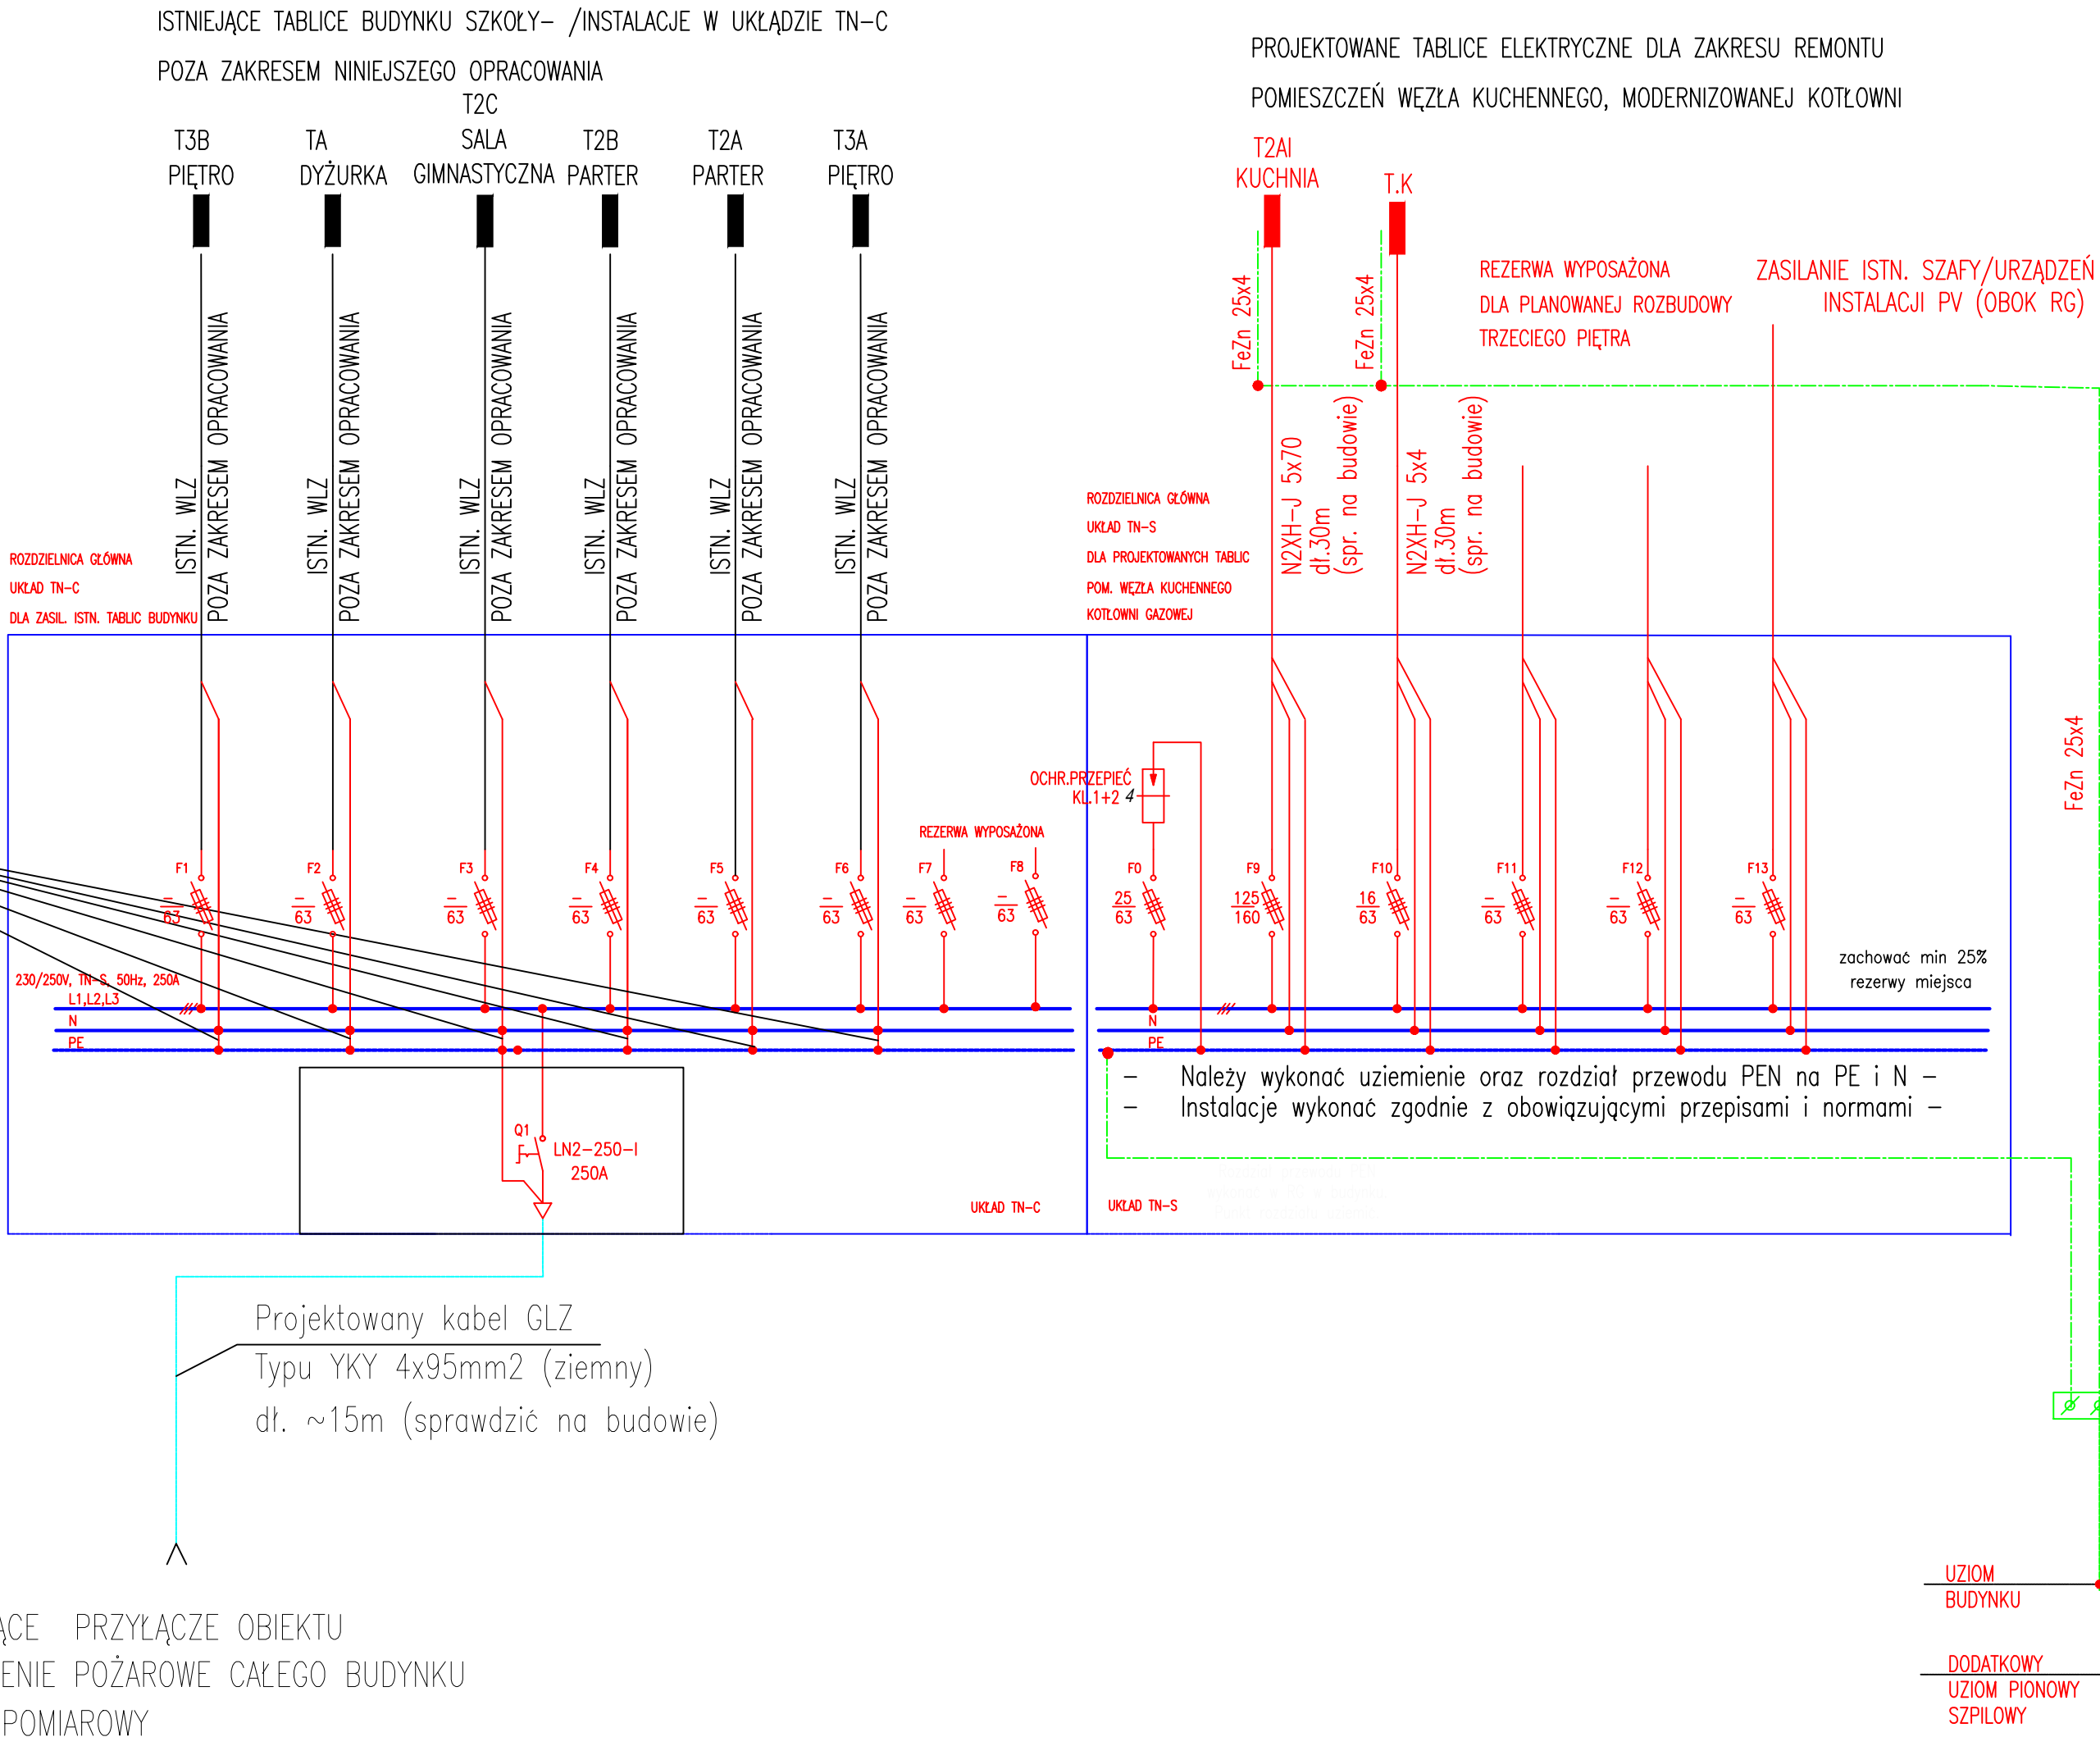 ISTNIEJĄCE TABLICE BUDYNKU SZKOŁY- /INSTALACJE W UKŁĄDZIE TN-C
POZA ZAKRESEM NINIEJSZEGO OPRACOWANIA
T3B
PIĘTRO
TA
DYŻURKA
T2C
SALA
GIMNASTYCZNA
T2B
PARTER
T2A
PARTER
T3A
PIĘTRO
PROJEKTOWANE TABLICE ELEKTRYCZNE DLA ZAKRESU REMONTU
POMIESZCZEŃ WĘZŁA KUCHENNEGO, MODERNIZOWANEJ KOTŁOWNI
T2AI
KUCHNIA
T.K
REZERWA WYPOSAŻONA
DLA PLANOWANEJ ROZBUDOWY
TRZECIEGO PIĘTRA
ZASILANIE ISTN. SZAFY/URZĄDZEŃ
INSTALACJI PV (OBOK RG)
FeZn 25x4
FeZn 25x4
ISTN. WLZ
POZA ZAKRESEM OPRACOWANIA
ISTN. WLZ
POZA ZAKRESEM OPRACOWANIA
ISTN. WLZ
POZA ZAKRESEM OPRACOWANIA
ISTN. WLZ
POZA ZAKRESEM OPRACOWANIA
ISTN. WLZ
POZA ZAKRESEM OPRACOWANIA
ISTN. WLZ
POZA ZAKRESEM OPRACOWANIA
N2XH-J 5x70
dł.30m
(spr. na budowie)
N2XH-J 5x4
dł.30m
(spr. na budowie)
ROZDZIELNICA GŁÓWNA
UKŁAD TN-C
DLA ZASIL. ISTN. TABLIC BUDYNKU
ROZDZIELNICA GŁÓWNA
UKŁAD TN-S
DLA PROJEKTOWANYCH TABLIC
POM. WĘZŁA KUCHENNEGO
KOTŁOWNI GAZOWEJ
FeZn 25x4
OCHR.PRZEPIEĆ
KL.1+2 4
REZERWA WYPOSAŻONA
F1
-
63
F2
-
63
F3
-
63
F4
-
63
F5
-
63
F6
-
63
F7
-
63
F8
-
63
F0
25
63
F9
125
160
F10
16
63
F11
-
63
F12
-
63
F13
-
63
zachować min 25%
rezerwy miejsca
230/250V, TN-S, 50Hz, 250A
L1,L2,L3
N
PE
N
PE
- Należy wykonać uziemienie oraz rozdział przewodu PEN na PE i N -
- Instalacje wykonać zgodnie z obowiązującymi przepisami i normami -
Q1
LN2-250-I
250A
UKŁAD TN-C
UKŁAD TN-S
Projektowany kabel GLZ
Typu YKY 4x95mm2 (ziemny)
dł. ~15m (sprawdzić na budowie)
ĄCE PRZYŁĄCZE OBIEKTU
ENIE POŻAROWE CAŁEGO BUDYNKU
POMIAROWY
UZIOM
BUDYNKU
DODATKOWY
UZIOM PIONOWY
SZPILOWY